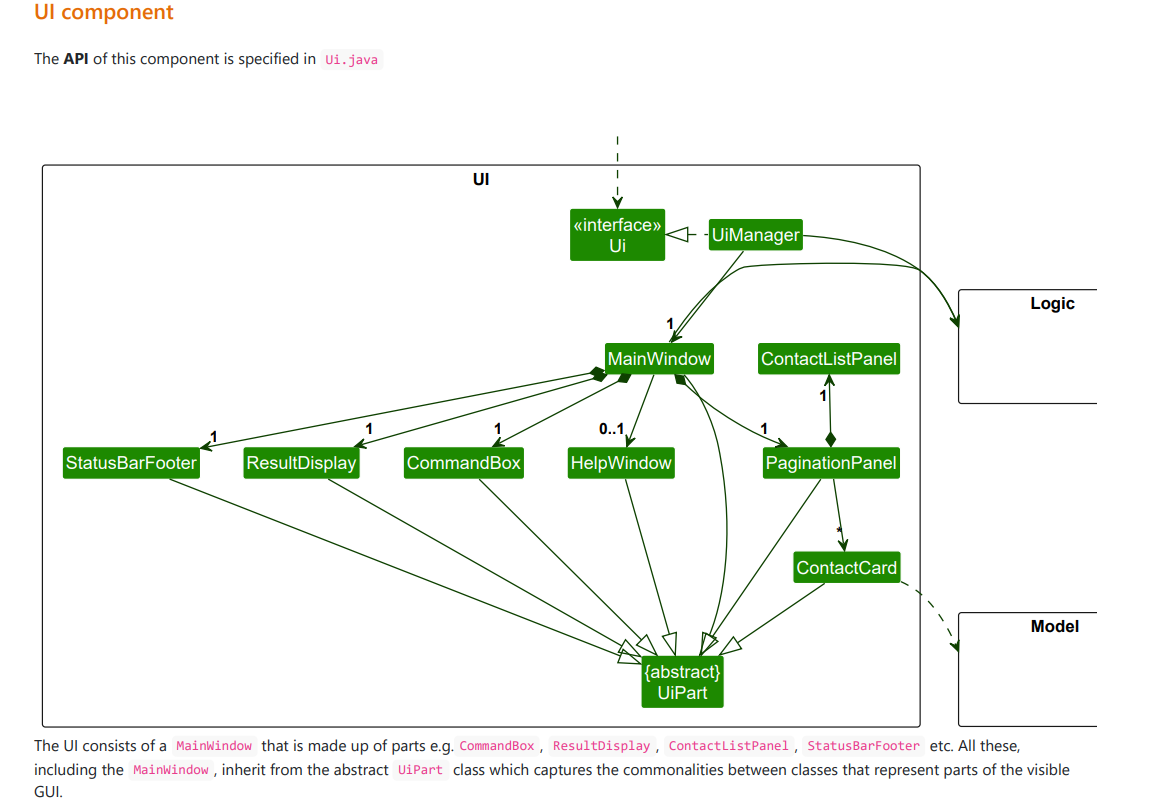 UI component
The API of this component is specified in Ui.java
UI
«interface»
Ui
UiManager
Logic
1
MainWindow
ContactListPanel
1
1
1
1
0..1
1
StatusBarFooter
ResultDisplay
CommandBox
HelpWindow
PaginationPanel
*
ContactCard
Model
{abstract}
UiPart
The UI consists of a MainWindow that is made up of parts e.g. CommandBox, ResultDisplay, ContactListPanel, StatusBarFooter etc. All these,
including the MainWindow, inherit from the abstract UiPart class which captures the commonalities between classes that represent parts of the visible
GUI.